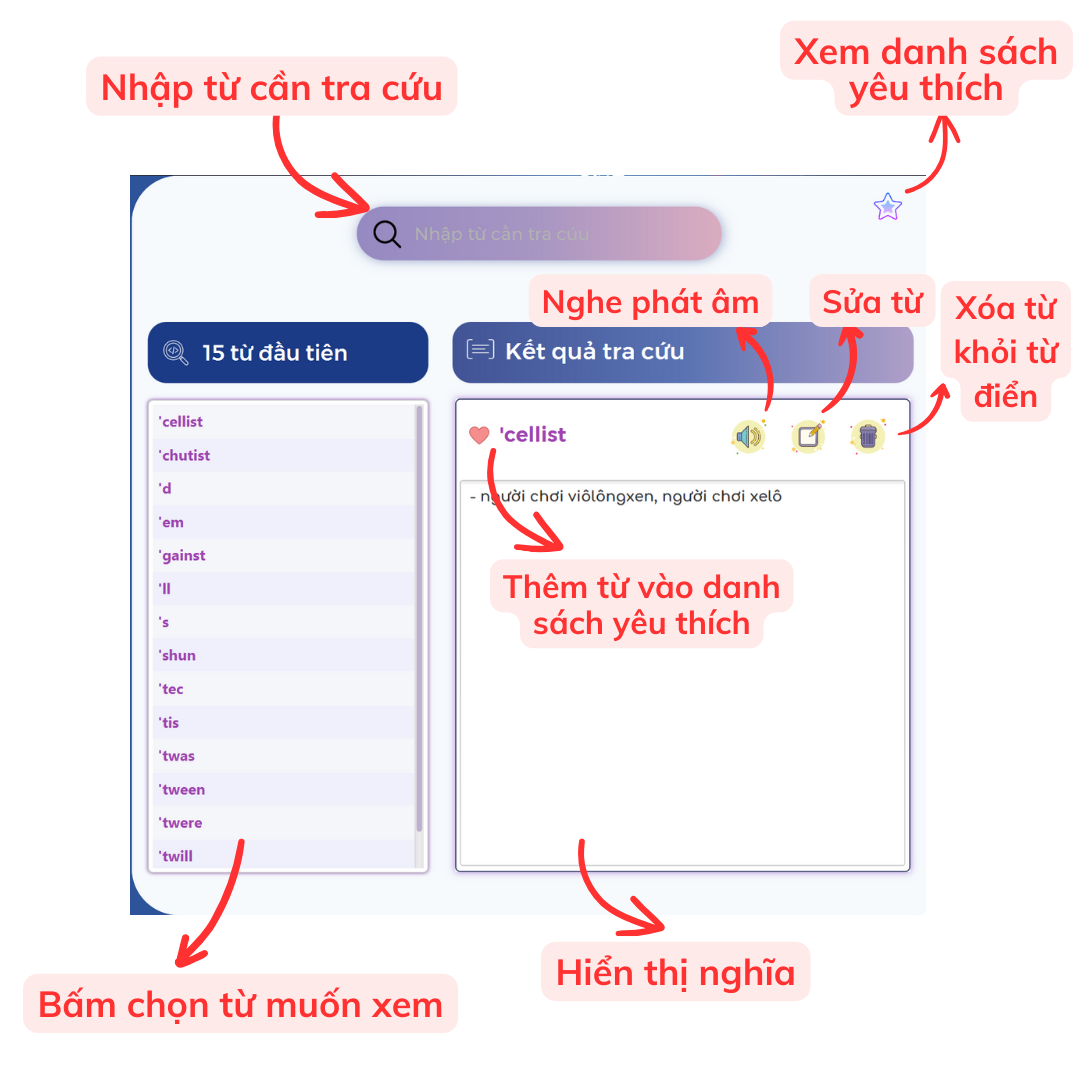 Xem danh sách
yêu thích
Nhập từ cần tra cứu
Nhập từ cần tra cứu
Nghe phát âm
Sửa từ
Xóa từ
khỏi từ
điển
15 từ đầu tiên
Kết quả tra cứu
'cellist
'chutist
'd
'em
'gainst
'll
's
'shun
'tec
'tis
'twas
'tween
'twere
'twill
'cellist
- người chơi viôlôngxen, người chơi xelô
Thêm từ vào danh
sách yêu thích
Hiển thị nghĩa
Bấm chọn từ muốn xem